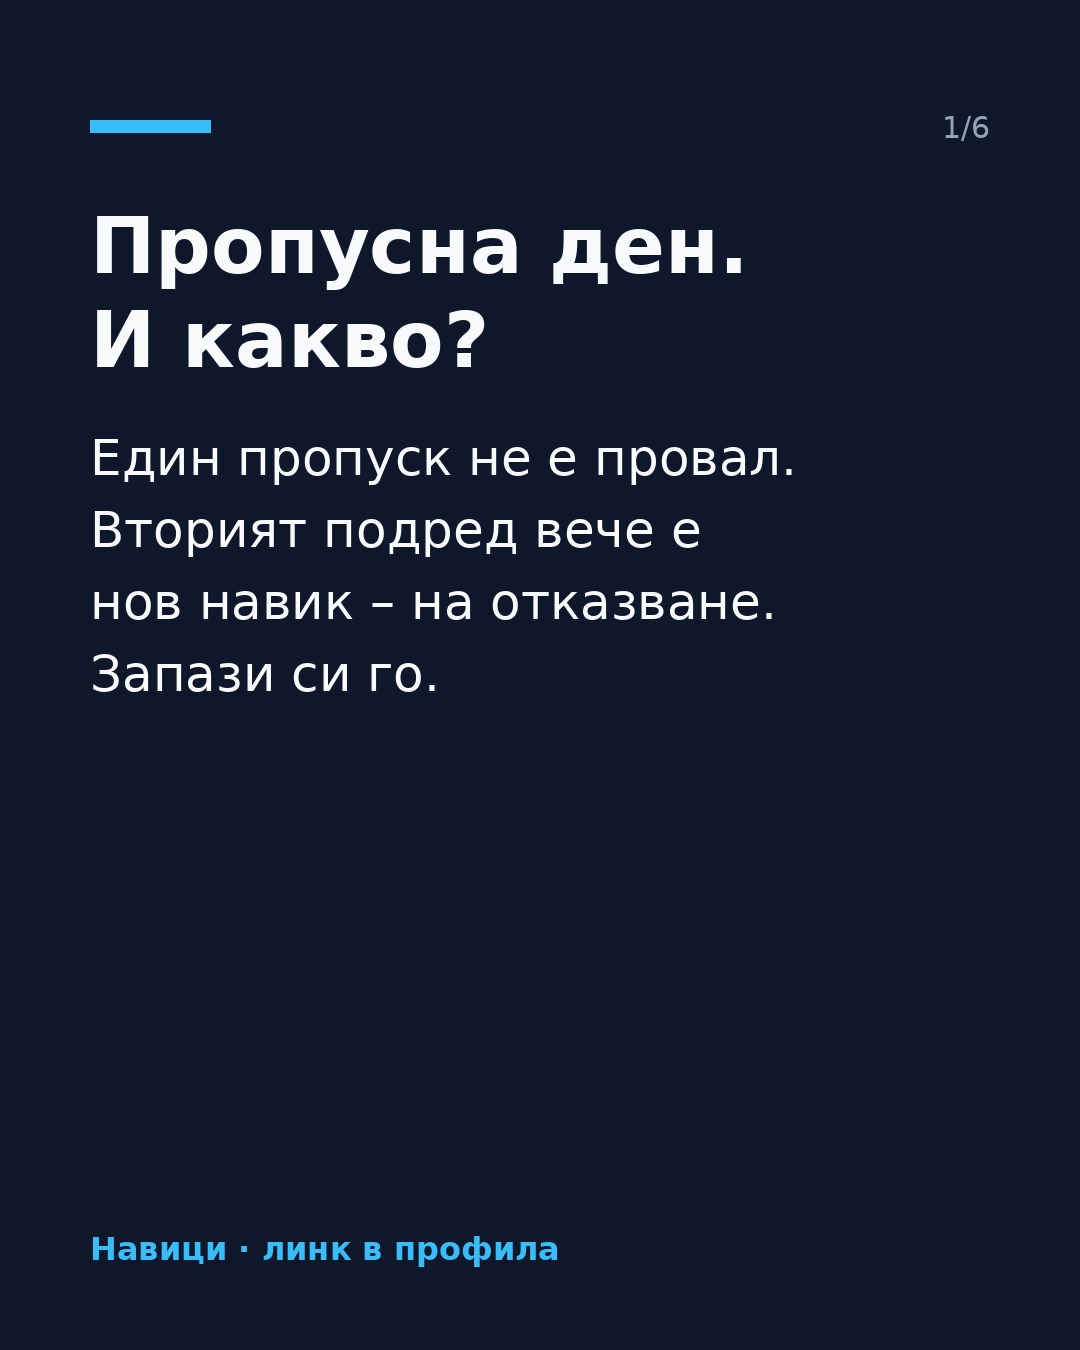 1/6
Пропусна ден.
И какво?
Един пропуск не е провал.
Вторият подред вече е
нов навик – на отказване.
Запази си го.
Навици · линк в профила